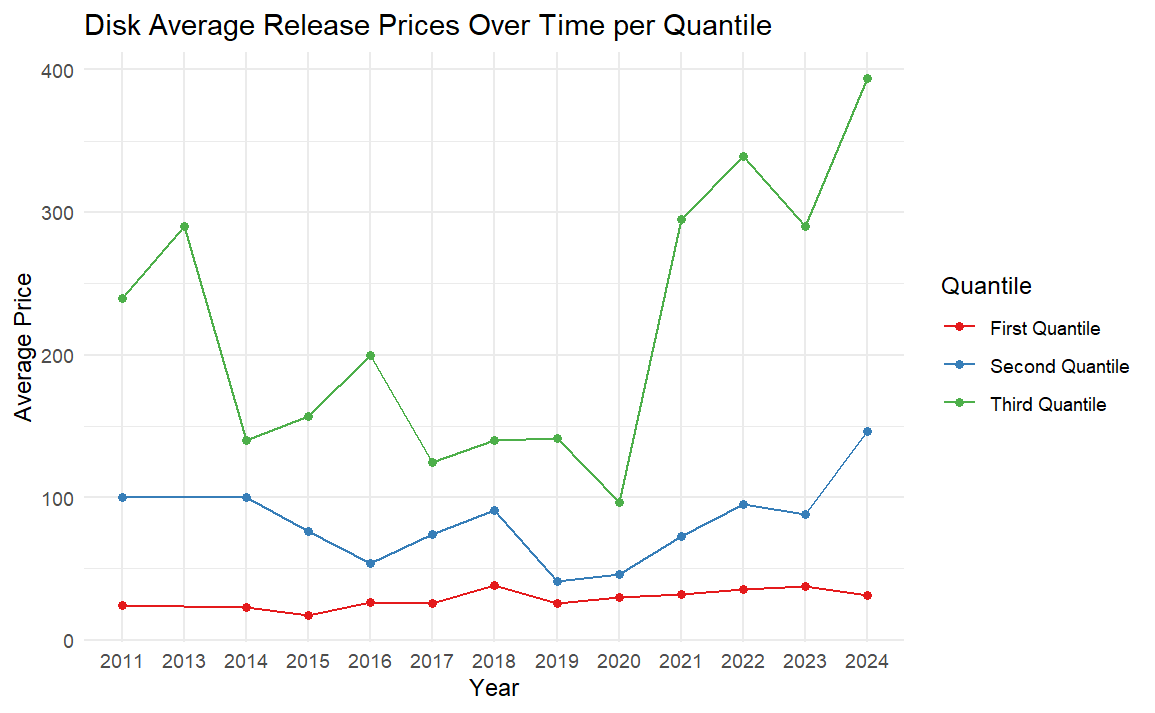 Disk Average Release Prices Over Time per Quantile
400
300
200
100
0
Average Price
2011 2013 2014 2015 2016 2017 2018 2019 2020 2021 2022 2023 2024
Year
Quantile
First Quantile
Second Quantile
Third Quantile